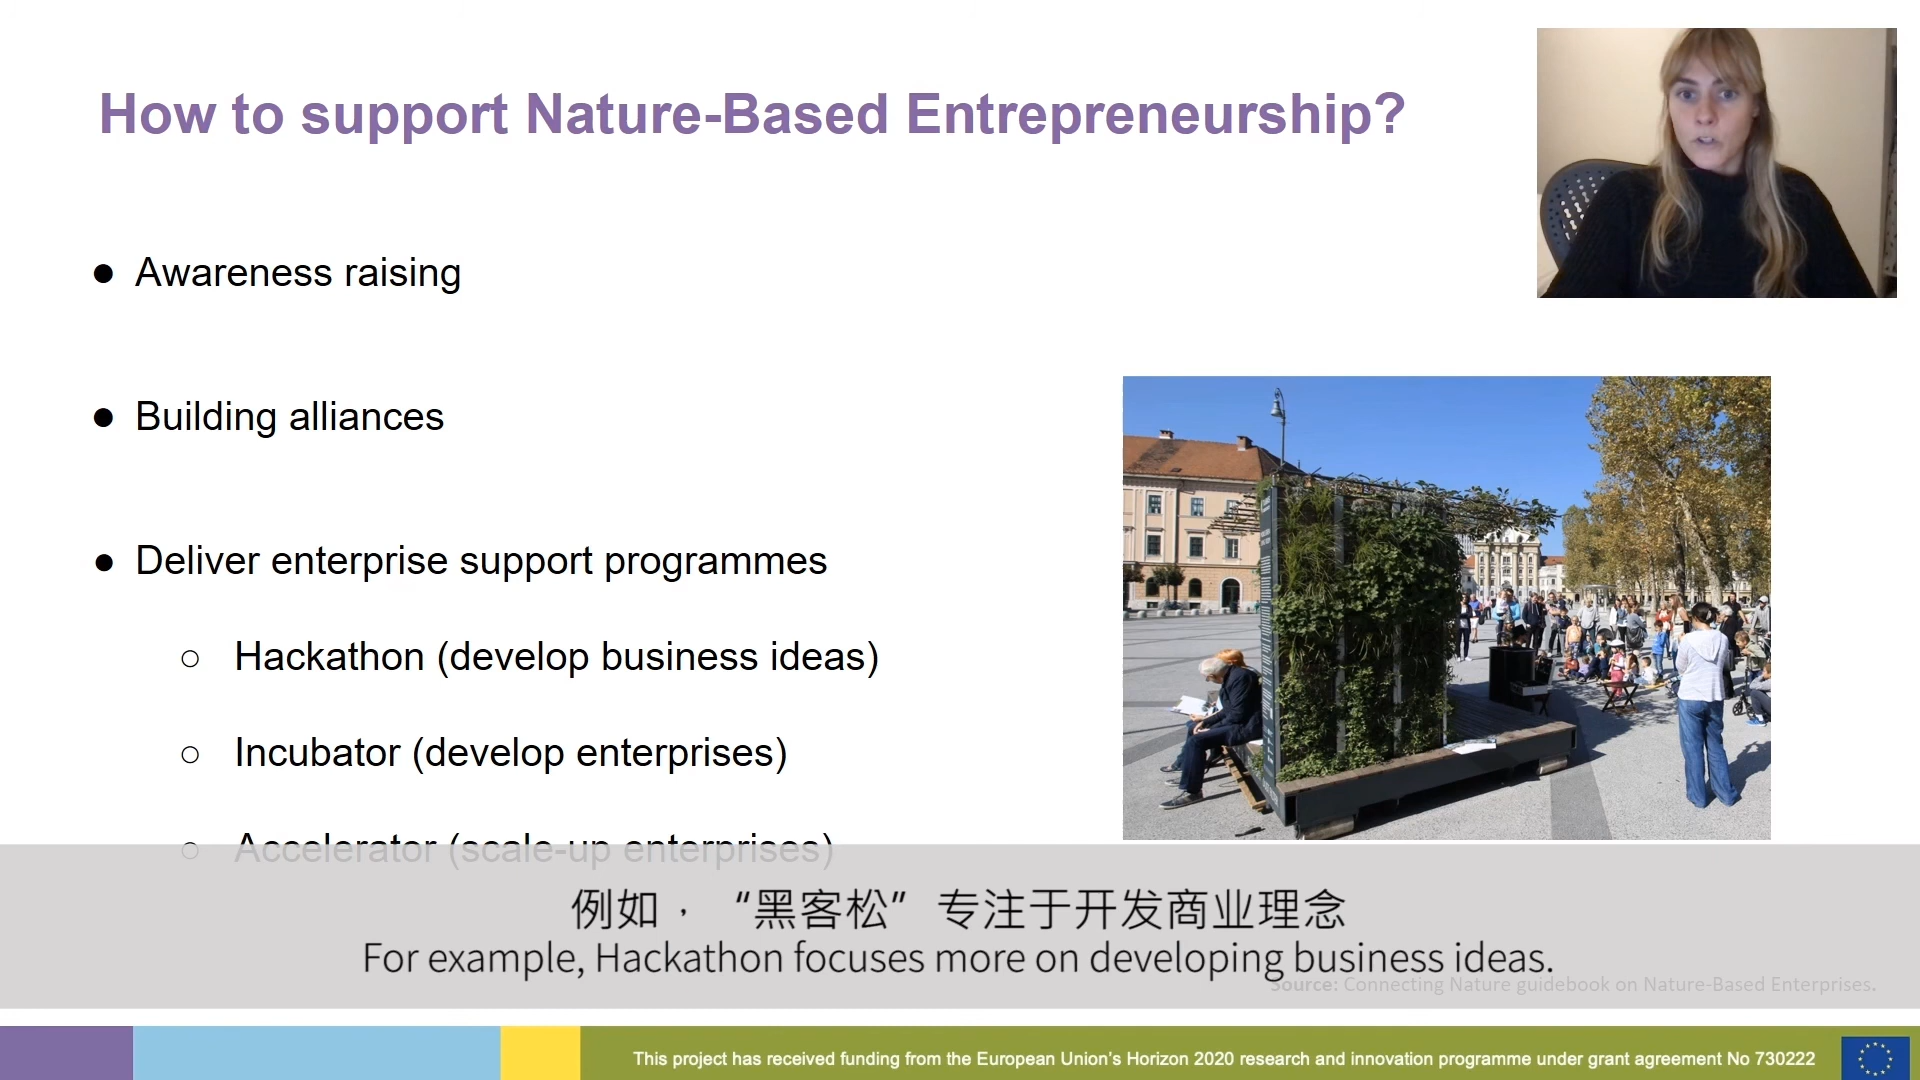 How to support Nature-Based Entrepreneurship?
● Awareness raising
● Building alliances
● Deliver enterprise support programmes
○ Hackathon (develop business ideas)
○ Incubator (develop enterprises)
○ Accelerator (scale-up enterprises)
例如，“黑客松”专注于开发商业理念
For example, Hackathon focuses more on developing business ideas.
Source: Connecting Nature guidebook on Nature-Based Enterprises.
This project has received funding from the European Union's Horizon 2020 research and innovation programme under grant agreement No 730222